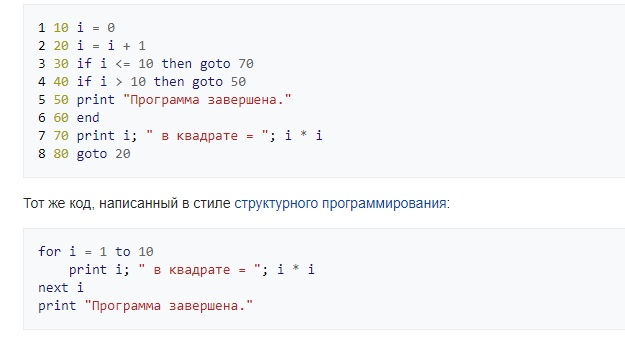 1 10 i = 0
2 20 i = i + 1
3 30 if i <= 10 then goto 70
4 40 if i > 10 then goto 50
5 50 print "Программа завершена."
6 60 end
7 70 print i; " в квадрате = "; i * i
8 80 goto 20
Тот же код, написанный в стиле структурного программирования:
for i = 1 to 10
    print i; " в квадрате = "; i * i
next i
print "Программа завершена."